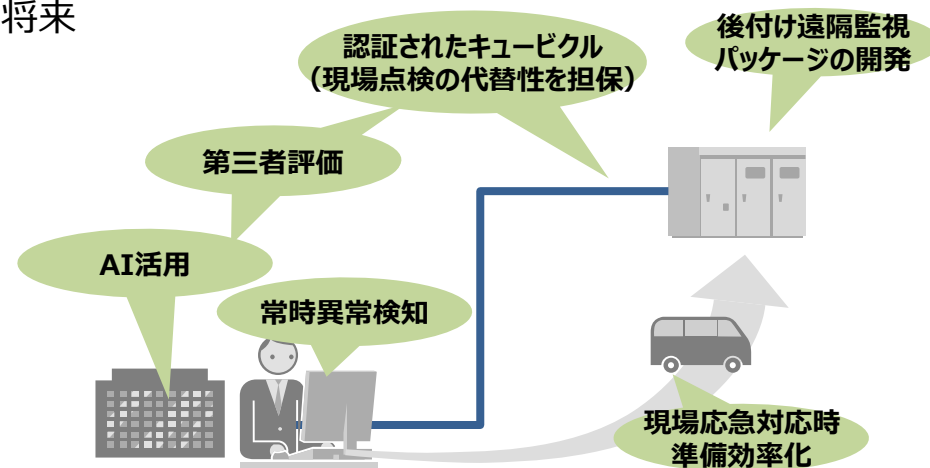 将来
認証されたキュービクル
（現場点検の代替性を担保）
後付け遠隔監視
パッケージの開発
第三者評価
AI活用
常時異常検知
現場応急対応時
準備効率化